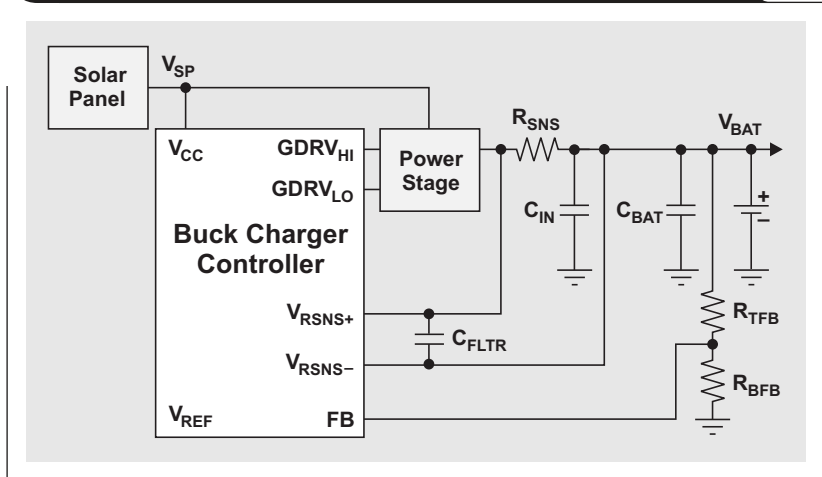 Solar
Panel
V_SP
V_CC
GDRV_HI
GDRV_LO
Power
Stage
R_SNS
V_BAT
C_IN
C_BAT
+
−
Buck Charger
Controller
V_RSNS+
C_FLTR
V_RSNS−
R_TFB
R_BFB
V_REF
FB